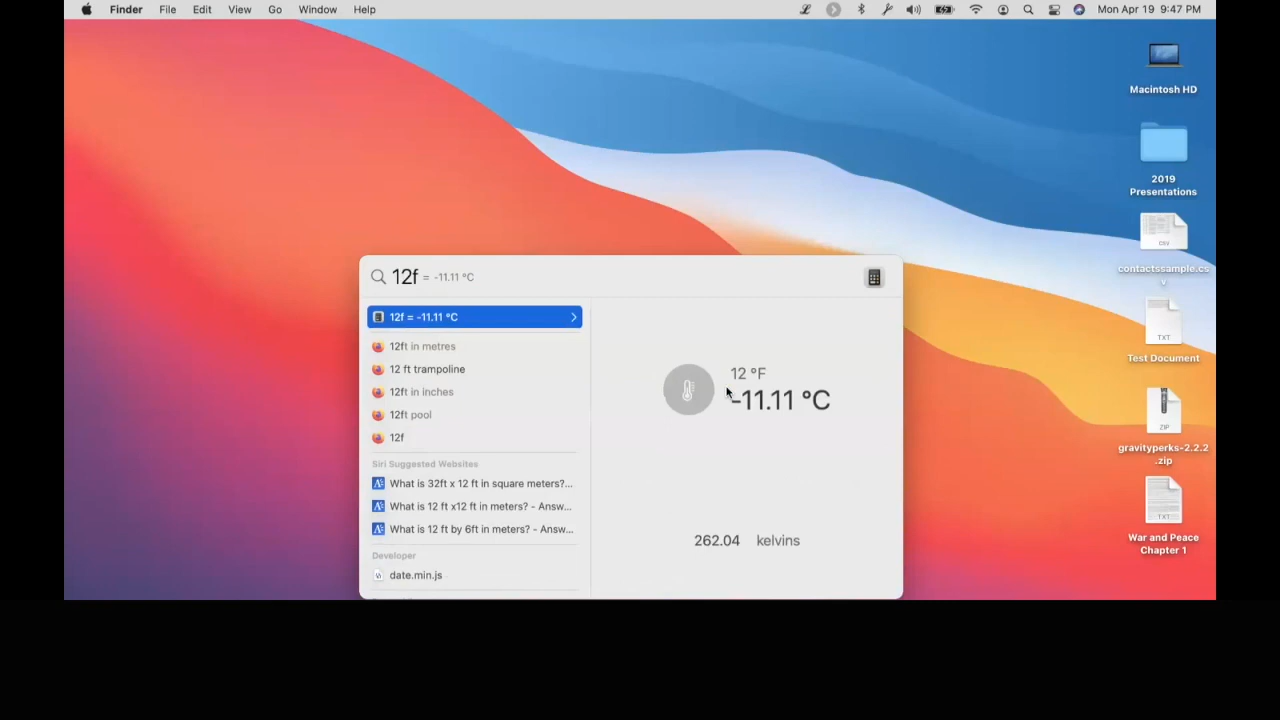 Finder File Edit View Go Window Help Mon Apr 19 9:47 PM
Macintosh HD
2019
Presentations
CSV
contactssample.cs
v
TXT
Test Document
ZIP
gravityperks-2.2.2
.zip
TXT
War and Peace
Chapter 1
12f = -11.11 °C
12f = -11.11 °C
12ft in metres
12 ft trampoline
12ft in inches
12ft pool
12f
Siri Suggested Websites
What is 32ft x 12 ft in square meters?...
What is 12 ft x12 ft in meters? - Answ...
What is 12 ft by 6ft in meters? - Answ...
Developer
date.min.js
12 °F
-11.11 °C
262.04 kelvins